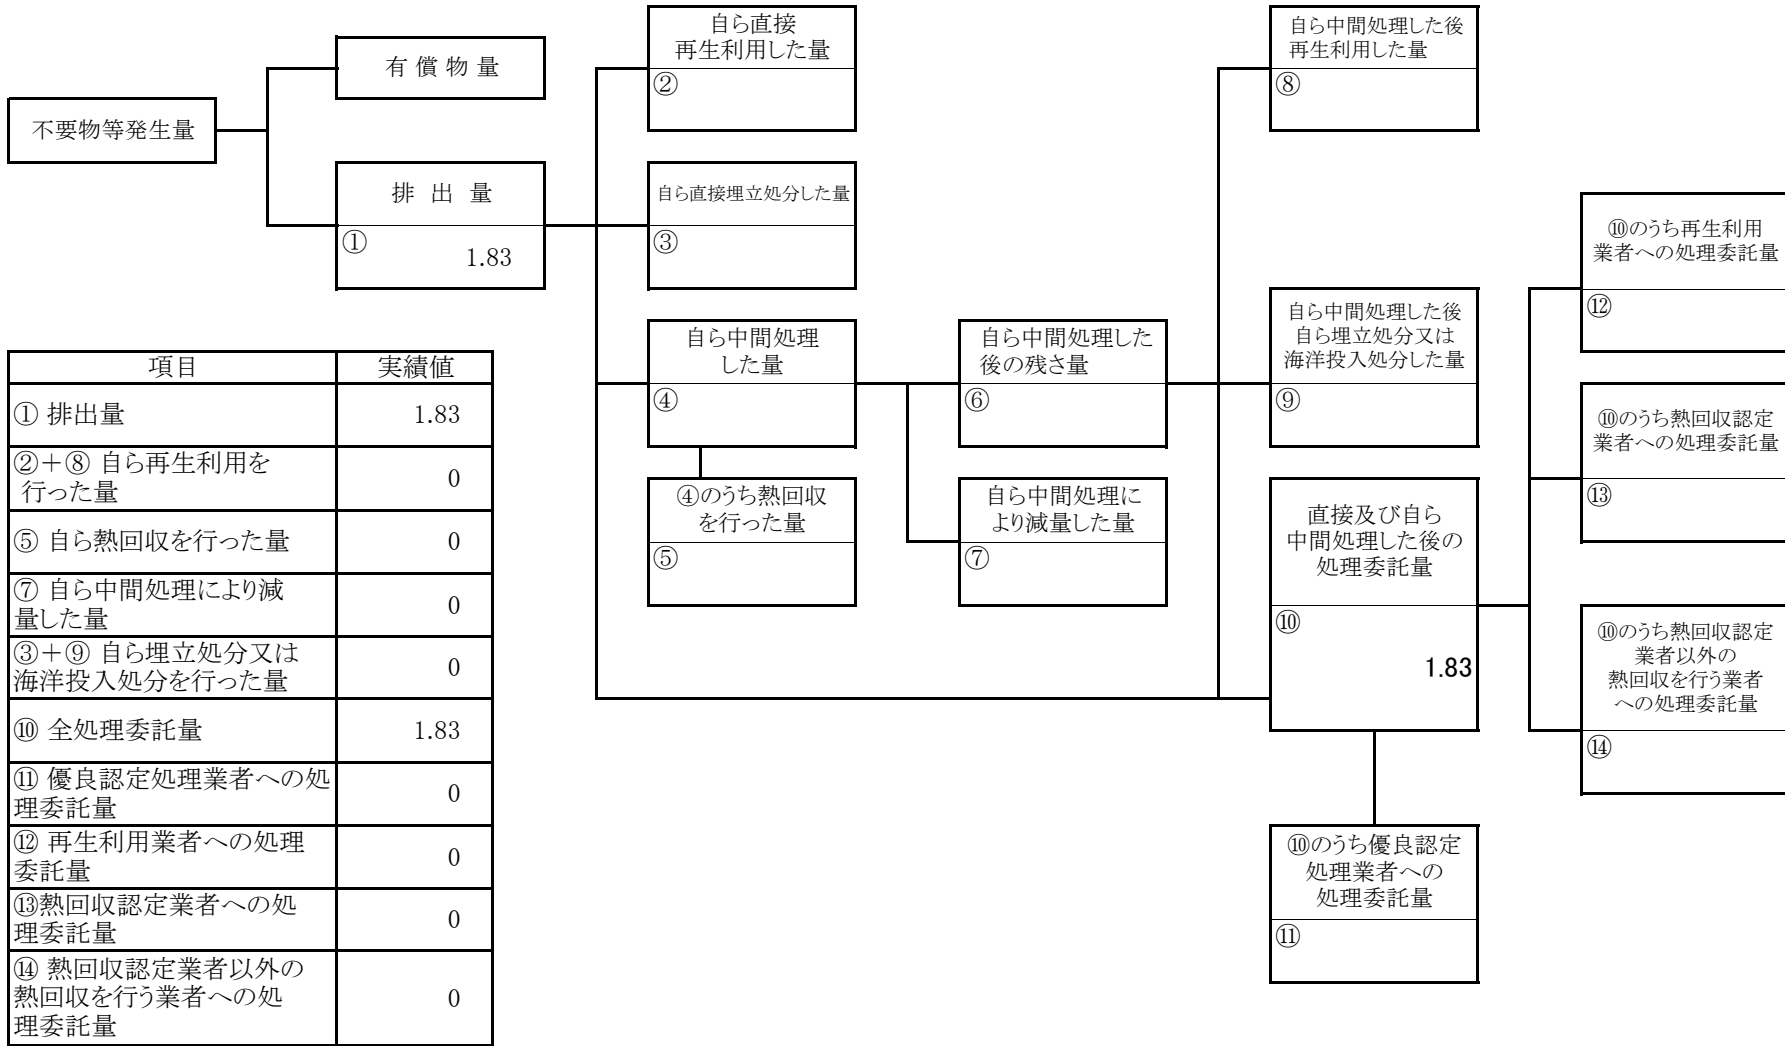 不要物等発生量
有 償 物 量
排 出 量
①
1.83
自ら直接
再生利用した量
②
自ら直接埋立処分した量
③
自ら中間処理
した量
④
④のうち熱回収
を行った量
⑤
自ら中間処理した
後の残さ量
⑥
自ら中間処理に
より減量した量
⑦
自ら中間処理した後
再生利用した量
⑧
自ら中間処理した後
自ら埋立処分又は
海洋投入処分した量
⑨
直接及び自ら
中間処理した後の
処理委託量
⑩
1.83
⑩のうち優良認定
処理業者への
処理委託量
⑪
⑩のうち再生利用
業者への処理委託量
⑫
⑩のうち熱回収認定
業者への処理委託量
⑬
⑩のうち熱回収認定
業者以外の
熱回収を行う業者
への処理委託量
⑭
項目 実績値
① 排出量 1.83
②+⑧ 自ら再生利用を
行った量 0
⑤ 自ら熱回収を行った量 0
⑦ 自ら中間処理により減
量した量 0
③+⑨ 自ら埋立処分又は
海洋投入処分を行った量 0
⑩ 全処理委託量 1.83
⑪ 優良認定処理業者への処
理委託量 0
⑫ 再生利用業者への処理
委託量 0
⑬熱回収認定業者への処
理委託量 0
⑭ 熱回収認定業者以外の
熱回収を行う業者への処
理委託量 0